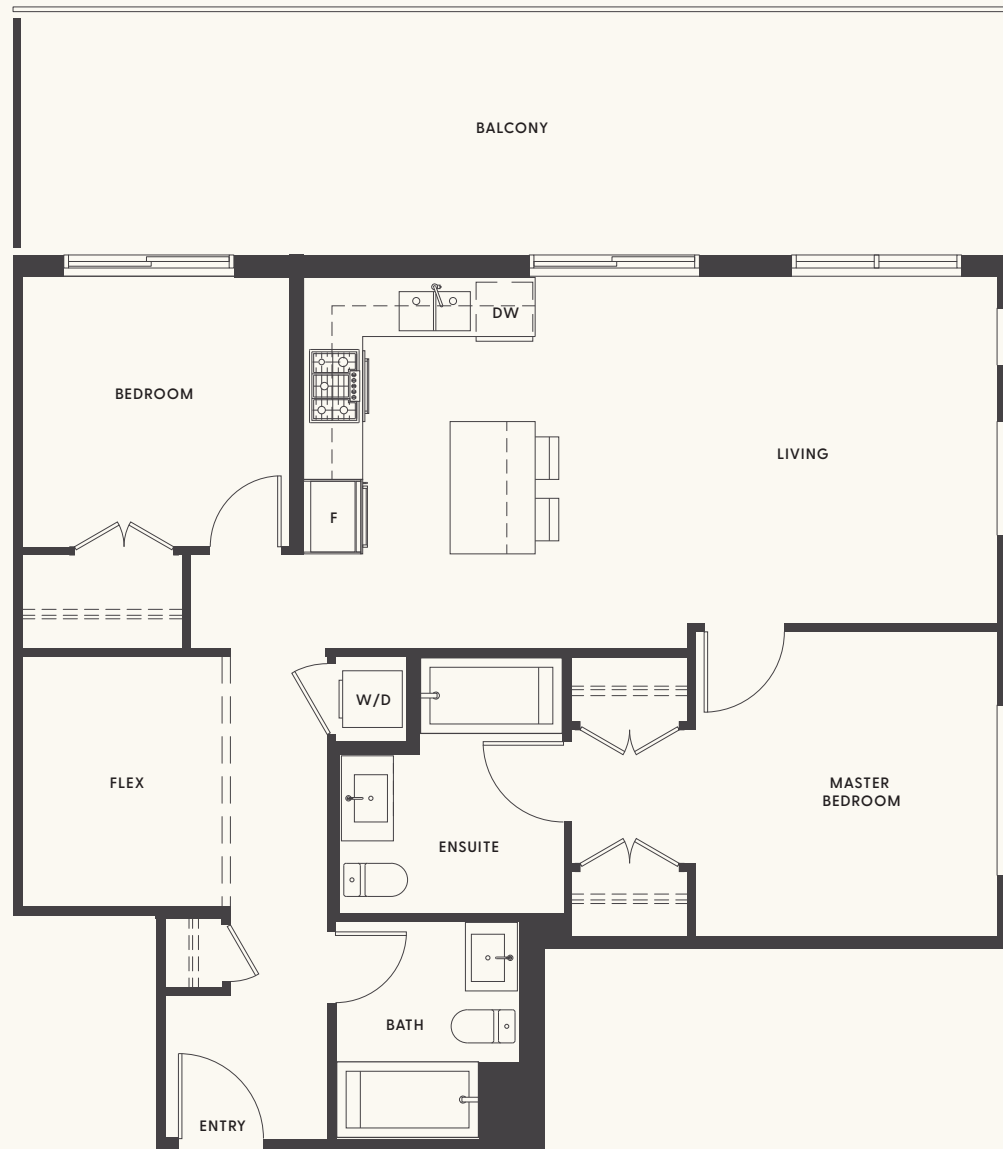 BALCONY
DW
BEDROOM
LIVING
F
W/D
FLEX
MASTER
BEDROOM
ENSUITE
BATH
ENTRY